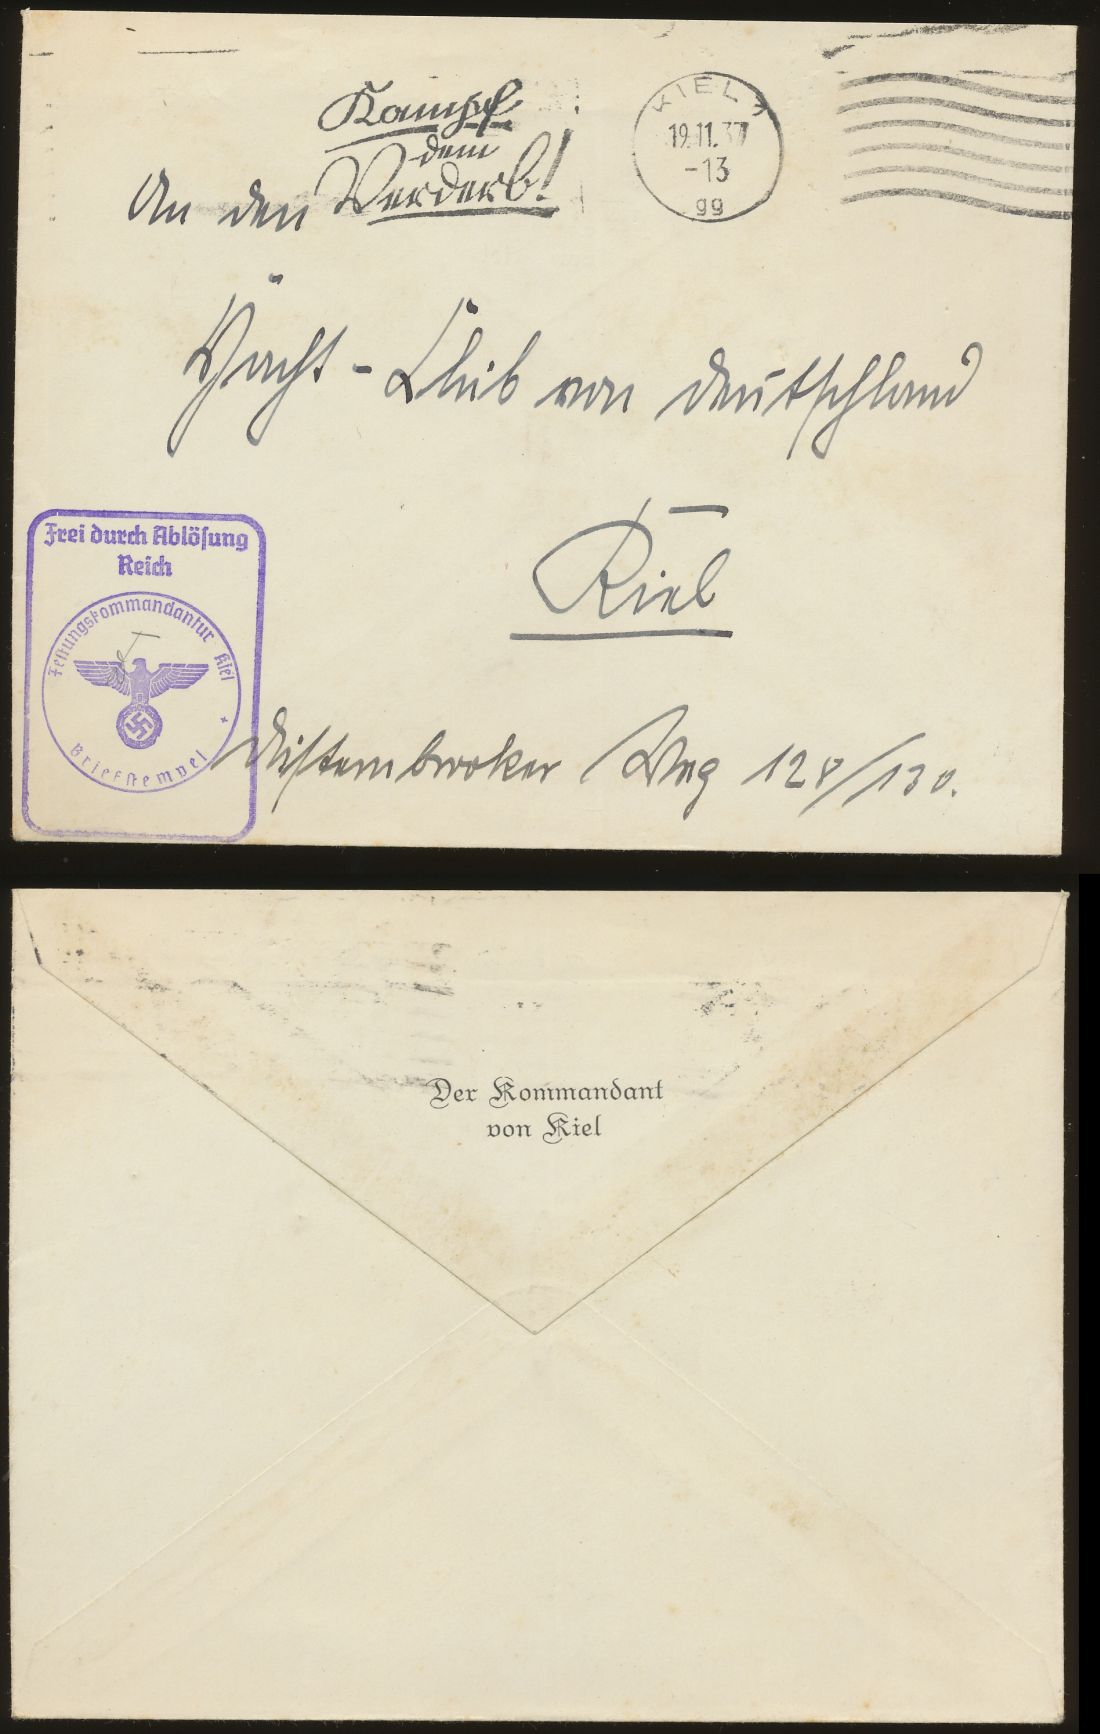 Kampf
dem
Verderb!
KIEL
19.11.37
-13
gg
An den
Yacht-Club von Deutschland
Kiel
Frei durch Ablösung
Reich
Festungskommandantur Kiel
Briefstempel
Düsternbrooker Weg 128/130.
Der Kommandant
von Kiel